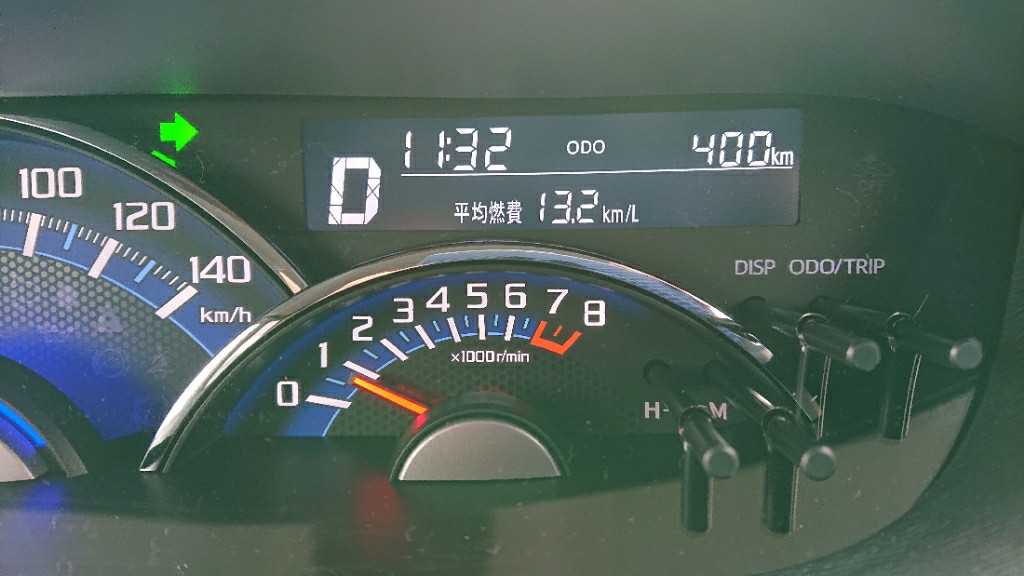 11:32 ODO 400km
D
平均燃費 13.2km/L
100
120
140
km/h
DISP ODO/TRIP
0 1 2 3 4 5 6 7 8
×1000r/min
H- M